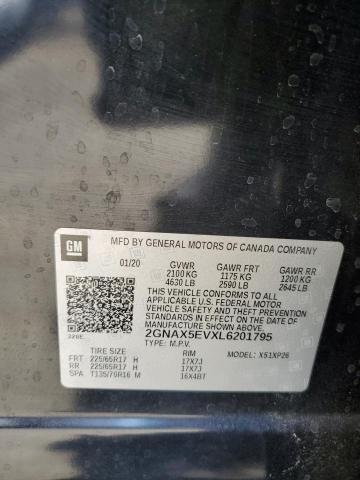 GM MFD BY GENERAL MOTORS OF CANADA COMPANY
01/20 GVWR GAWR FRT GAWR RR
2100 KG 1175 KG 1200 KG
4630 LB 2590 LB 2645 LB
THIS VEHICLE CONFORMS TO ALL
APPLICABLE U.S. FEDERAL MOTOR
VEHICLE SAFETY, BUMPER, AND THEFT PREVENTION
STANDARDS IN EFFECT ON THE DATE OF
MANUFACTURE SHOWN ABOVE.
2GNAX5EVXL6201795
TYPE: M.P.V. MODEL: XS1XP26
TIRE SIZE RIM
FRT 225/65R17 H 17X7J
RR 225/65R17 H 17X7J
SPA T135/70R16 M 16X4BT